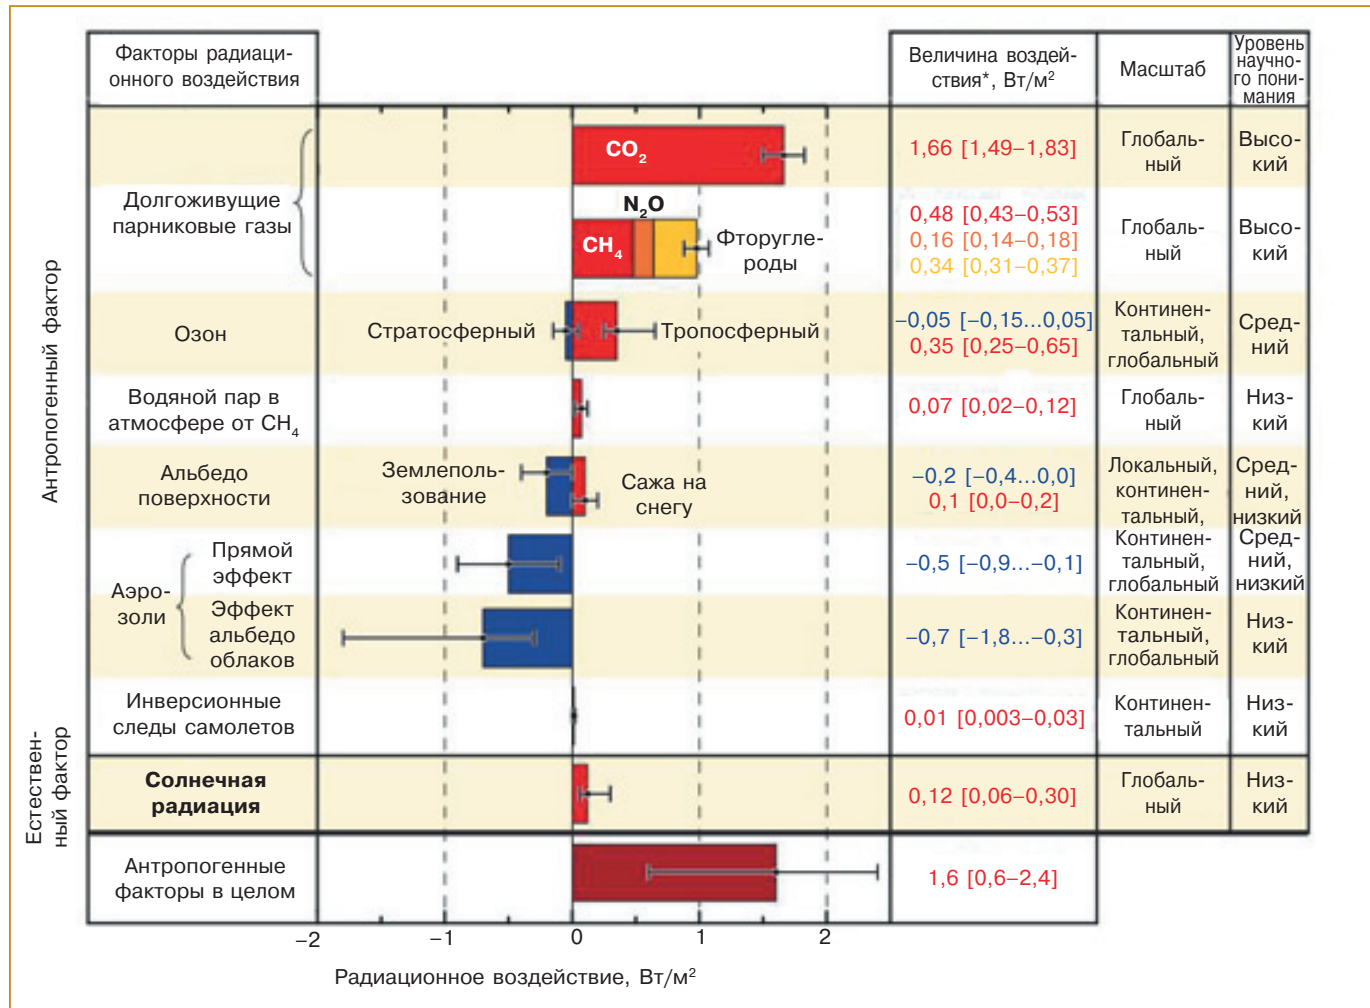 Факторы радиаци-
онного воздействия
Величина воздей-
ствия*, Вт/м²
Масштаб
Уровень
научно-
го пони-
мания
Антропогенный фактор
Долгоживущие
парниковые газы
CO₂
1,66 [1,49–1,83]
Глобаль-
ный
Высо-
кий
N₂O
CH₄
Фторугле-
роды
0,48 [0,43–0,53]
0,16 [0,14–0,18]
0,34 [0,31–0,37]
Глобаль-
ный
Высо-
кий
Озон
Стратосферный
Тропосферный
−0,05 [−0,15...0,05]
0,35 [0,25–0,65]
Континен-
тальный,
глобальный
Сред-
ний
Водяной пар в
атмосфере от CH₄
0,07 [0,02–0,12]
Глобаль-
ный
Низ-
кий
Альбедо
поверхности
Землеполь-
зование
Сажа на
снегу
−0,2 [−0,4...0,0]
0,1 [0,0–0,2]
Локальный,
континен-
тальный,
Сред-
ний,
низкий
Аэро-
золи
Прямой
эффект
−0,5 [−0,9...−0,1]
Континен-
тальный,
глобальный
Сред-
ний,
низкий
Эффект
альбедо
облаков
−0,7 [−1,8...−0,3]
Континен-
тальный,
глобальный
Низ-
кий
Инверсионные
следы самолетов
0,01 [0,003–0,03]
Континен-
тальный
Низ-
кий
Естествен-
ный фактор
Солнечная
радиация
0,12 [0,06–0,30]
Глобаль-
ный
Низ-
кий
Антропогенные
факторы в целом
1,6 [0,6–2,4]
−2 −1 0 1 2
Радиационное воздействие, Вт/м²